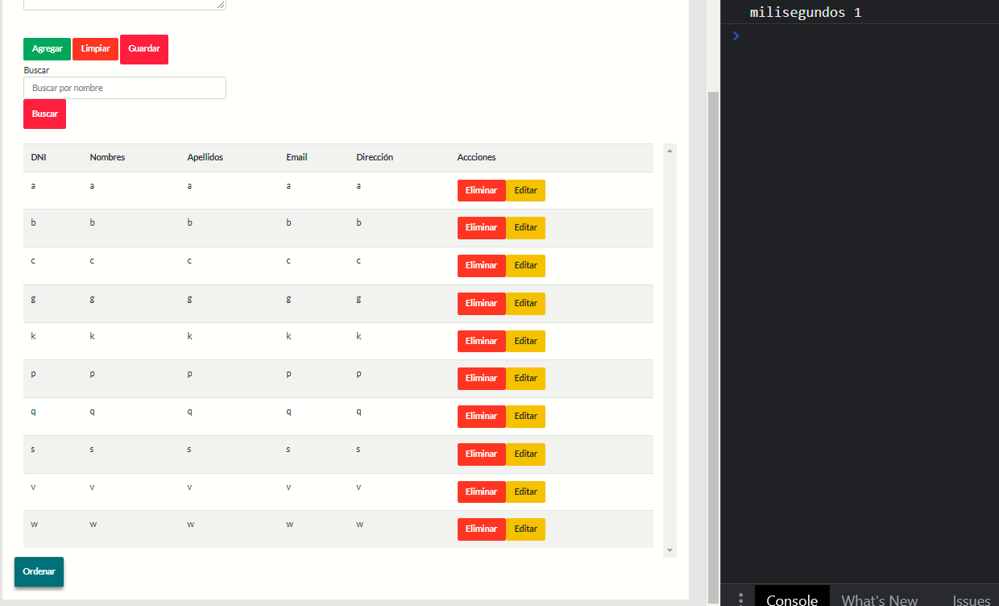 milisegundos 1
Agregar Limpiar Guardar
Buscar
Buscar por nombre
Buscar
DNI Nombres Apellidos Email Dirección Accciones
a a a a a Eliminar Editar
b b b b b Eliminar Editar
c c c c c Eliminar Editar
g g g g g Eliminar Editar
k k k k k Eliminar Editar
p p p p p Eliminar Editar
q q q q q Eliminar Editar
s s s s s Eliminar Editar
v v v v v Eliminar Editar
w w w w w Eliminar Editar
Ordenar
Console What's New Issues